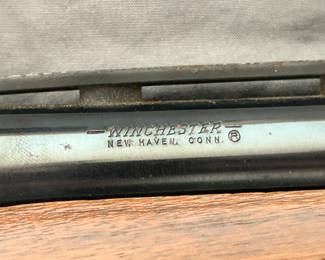 —WINCHESTER—
NEW HAVEN, CONN. ®